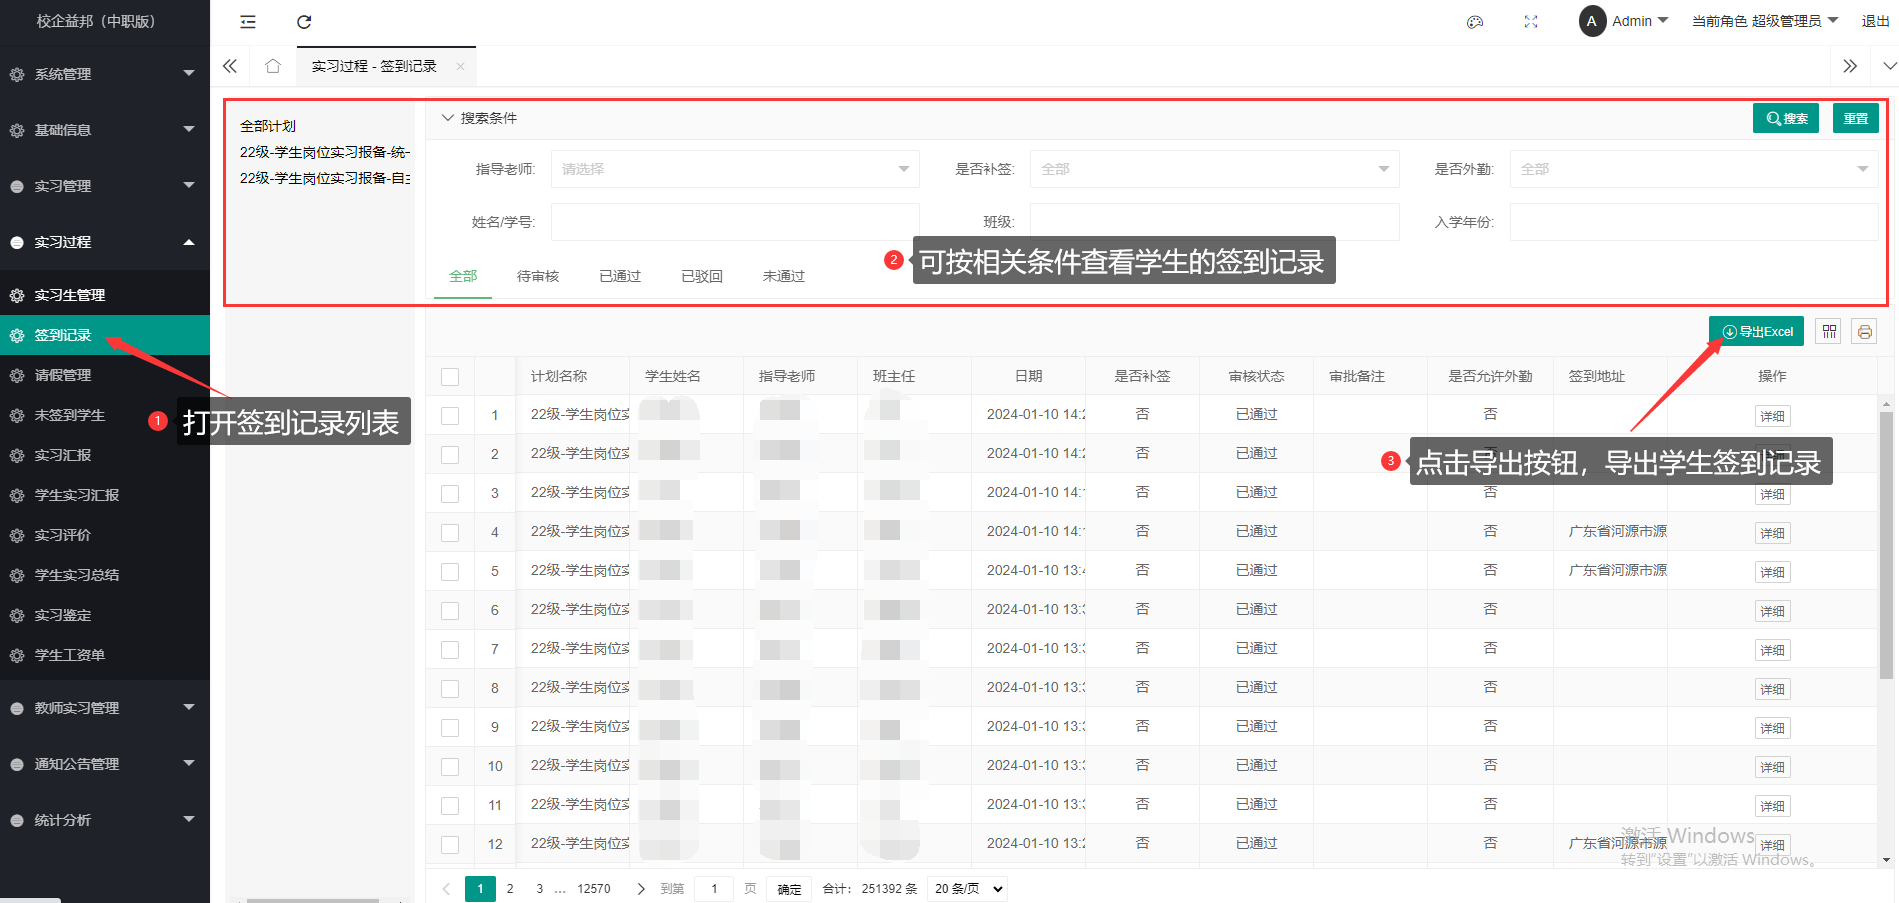 校企益邦（中职版）
A Admin 当前角色 超级管理员 退出
实习过程 - 签到记录
系统管理
基础信息
实习管理
实习过程
实习生管理
签到记录
请假管理
未签到学生
实习汇报
学生实习汇报
实习评价
学生实习总结
实习鉴定
学生工资单
教师实习管理
通知公告管理
统计分析
全部计划
22级-学生岗位实习报备-统一
22级-学生岗位实习报备-自主
搜索条件 搜索 重置
指导老师: 请选择 是否补签: 全部 是否外勤: 全部
姓名/学号: 班级: 入学年份:
全部 待审核 已通过 已驳回 未通过
2 可按相关条件查看学生的签到记录
1 打开签到记录列表
3 点击导出按钮，导出学生签到记录
导出Excel
计划名称 学生姓名 指导老师 班主任 日期 是否补签 审核状态 审批备注 是否允许外勤 签到地址 操作
1 22级-学生岗位实 2024-01-10 14:2 否 已通过 否 详细
2 22级-学生岗位实 2024-01-10 14:2 否 已通过
3 22级-学生岗位实 2024-01-10 14:1 否 已通过 否 详细
4 22级-学生岗位实 2024-01-10 14:1 否 已通过 否 广东省河源市源 详细
5 22级-学生岗位实 2024-01-10 13:4 否 已通过 否 广东省河源市源 详细
6 22级-学生岗位实 2024-01-10 13:3 否 已通过 否 详细
7 22级-学生岗位实 2024-01-10 13:3 否 已通过 否 详细
8 22级-学生岗位实 2024-01-10 13:3 否 已通过 否 详细
9 22级-学生岗位实 2024-01-10 13:3 否 已通过 否 详细
10 22级-学生岗位实 2024-01-10 13:3 否 已通过 否 详细
11 22级-学生岗位实 2024-01-10 13:3 否 已通过 否 详细
12 22级-学生岗位实 2024-01-10 13:2 否 已通过 否 广东省河源市源 详细
激活 Windows
转到"设置"以激活 Windows。
1 2 3 ... 12570 到第 1 页 确定 合计： 251392 条 20 条/页